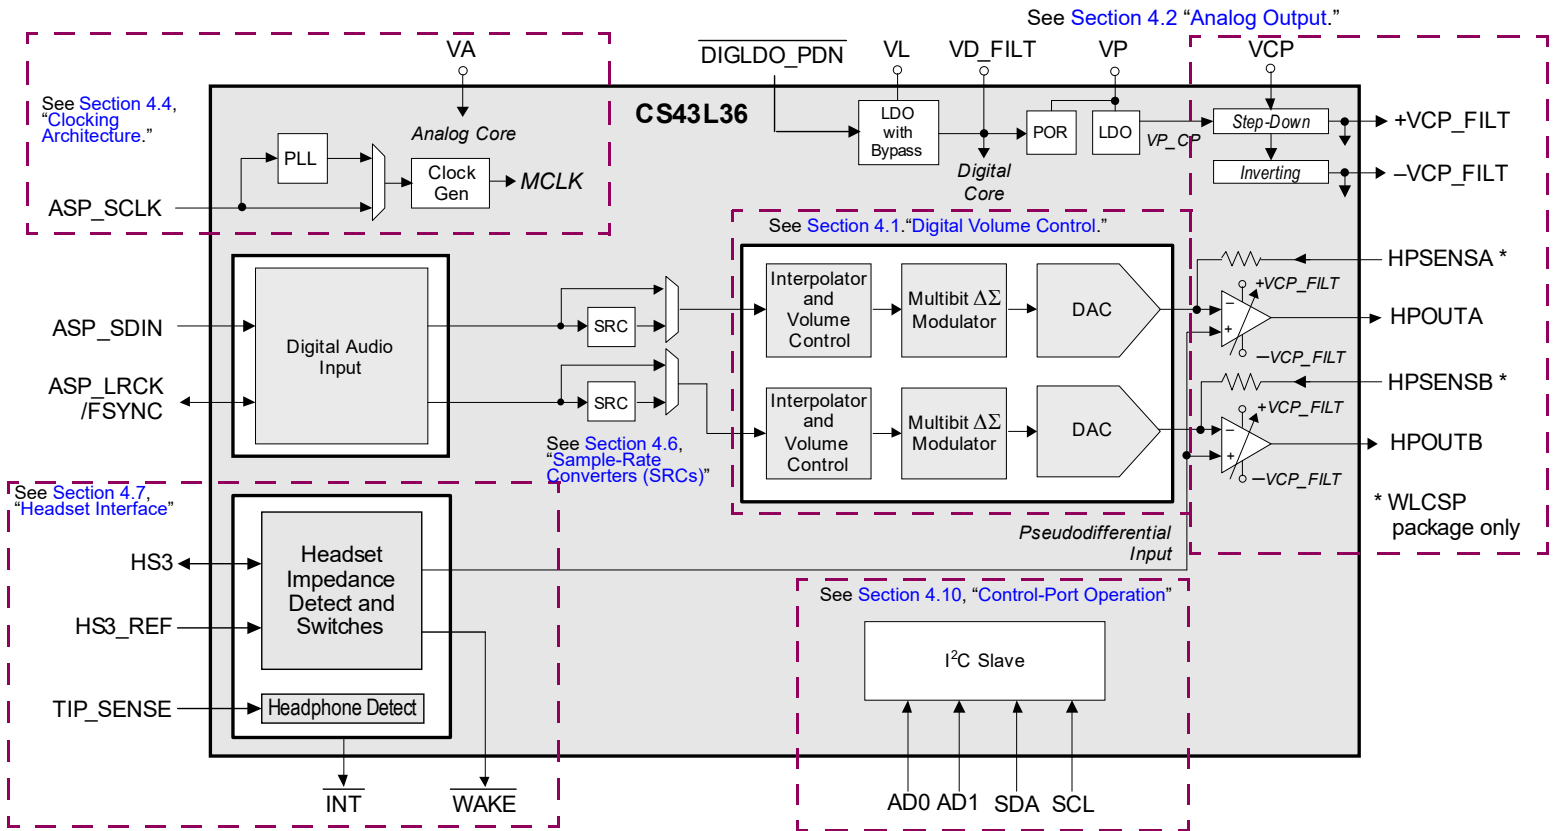 See Section 4.2 “Analog Output.”
VA
DIGLDO_PDN
VL
VD_FILT
VP
VCP
See Section 4.4,
“Clocking
Architecture.”
Analog Core
CS43L36
LDO
with
Bypass
POR
LDO
VP_CP
Step-Down
+VCP_FILT
Digital
Core
Inverting
–VCP_FILT
PLL
Clock
Gen
MCLK
ASP_SCLK
See Section 4.1.“Digital Volume Control.”
ASP_SDIN
ASP_LRCK
/FSYNC
Digital Audio
Input
SRC
SRC
See Section 4.6,
“Sample-Rate
Converters (SRCs)”
Interpolator
and
Volume
Control
Multibit ΔΣ
Modulator
DAC
Interpolator
and
Volume
Control
Multibit ΔΣ
Modulator
DAC
HPSENSA *
+VCP_FILT
–
+
HPOUTA
–VCP_FILT
HPSENSB *
+VCP_FILT
–
+
HPOUTB
–VCP_FILT
* WLCSP
package only
Pseudodifferential
Input
See Section 4.7,
“Headset Interface”
HS3
HS3_REF
TIP_SENSE
Headset
Impedance
Detect and
Switches
Headphone Detect
INT
WAKE
See Section 4.10, “Control-Port Operation”
I²C Slave
AD0 AD1 SDA SCL